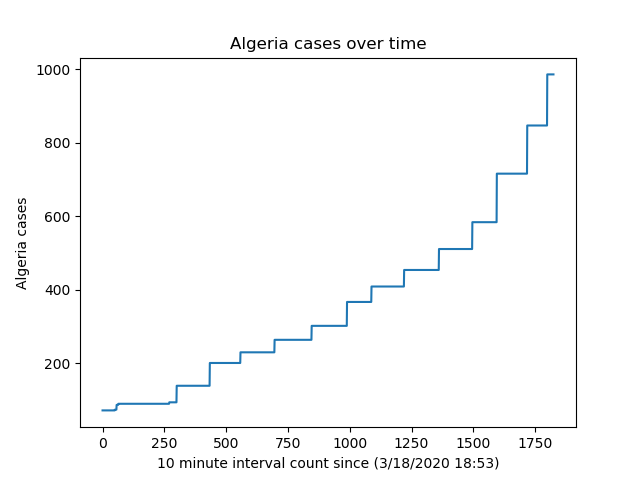 Algeria cases over time
1000
800
600
400
200
Algeria cases
0 250 500 750 1000 1250 1500 1750
10 minute interval count since (3/18/2020 18:53)